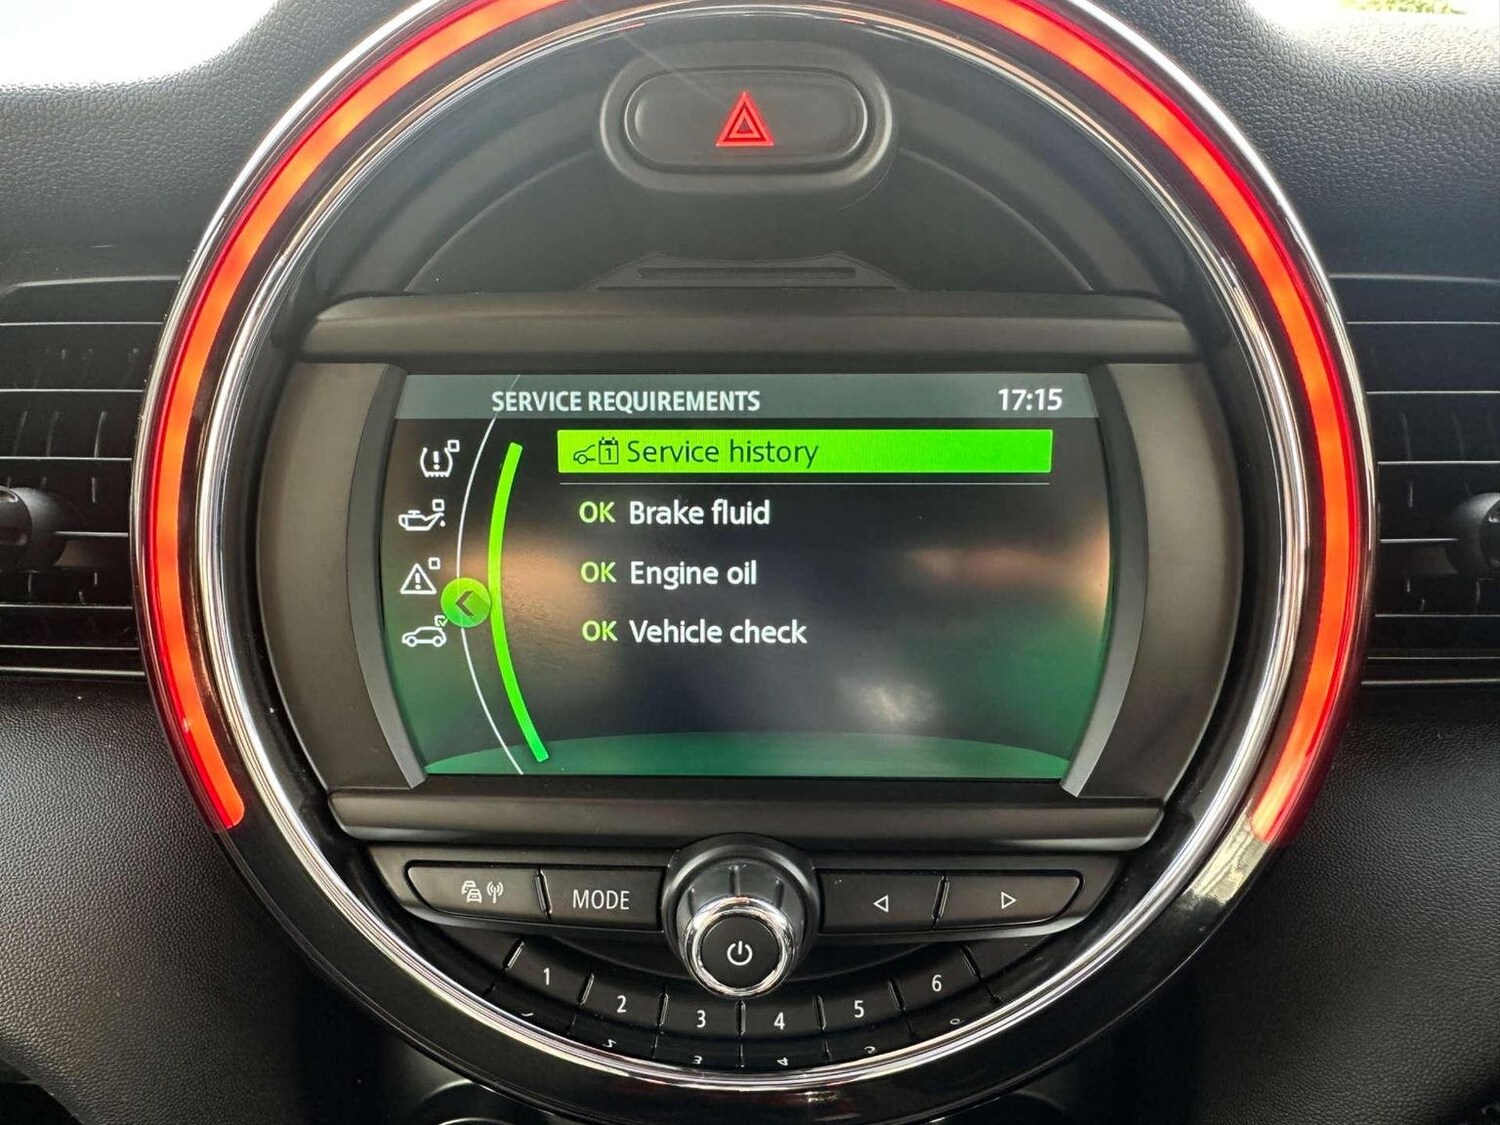 SERVICE REQUIREMENTS 17:15
1 Service history
OK Brake fluid
OK Engine oil
OK Vehicle check
MODE
1 2 3 4 5 6